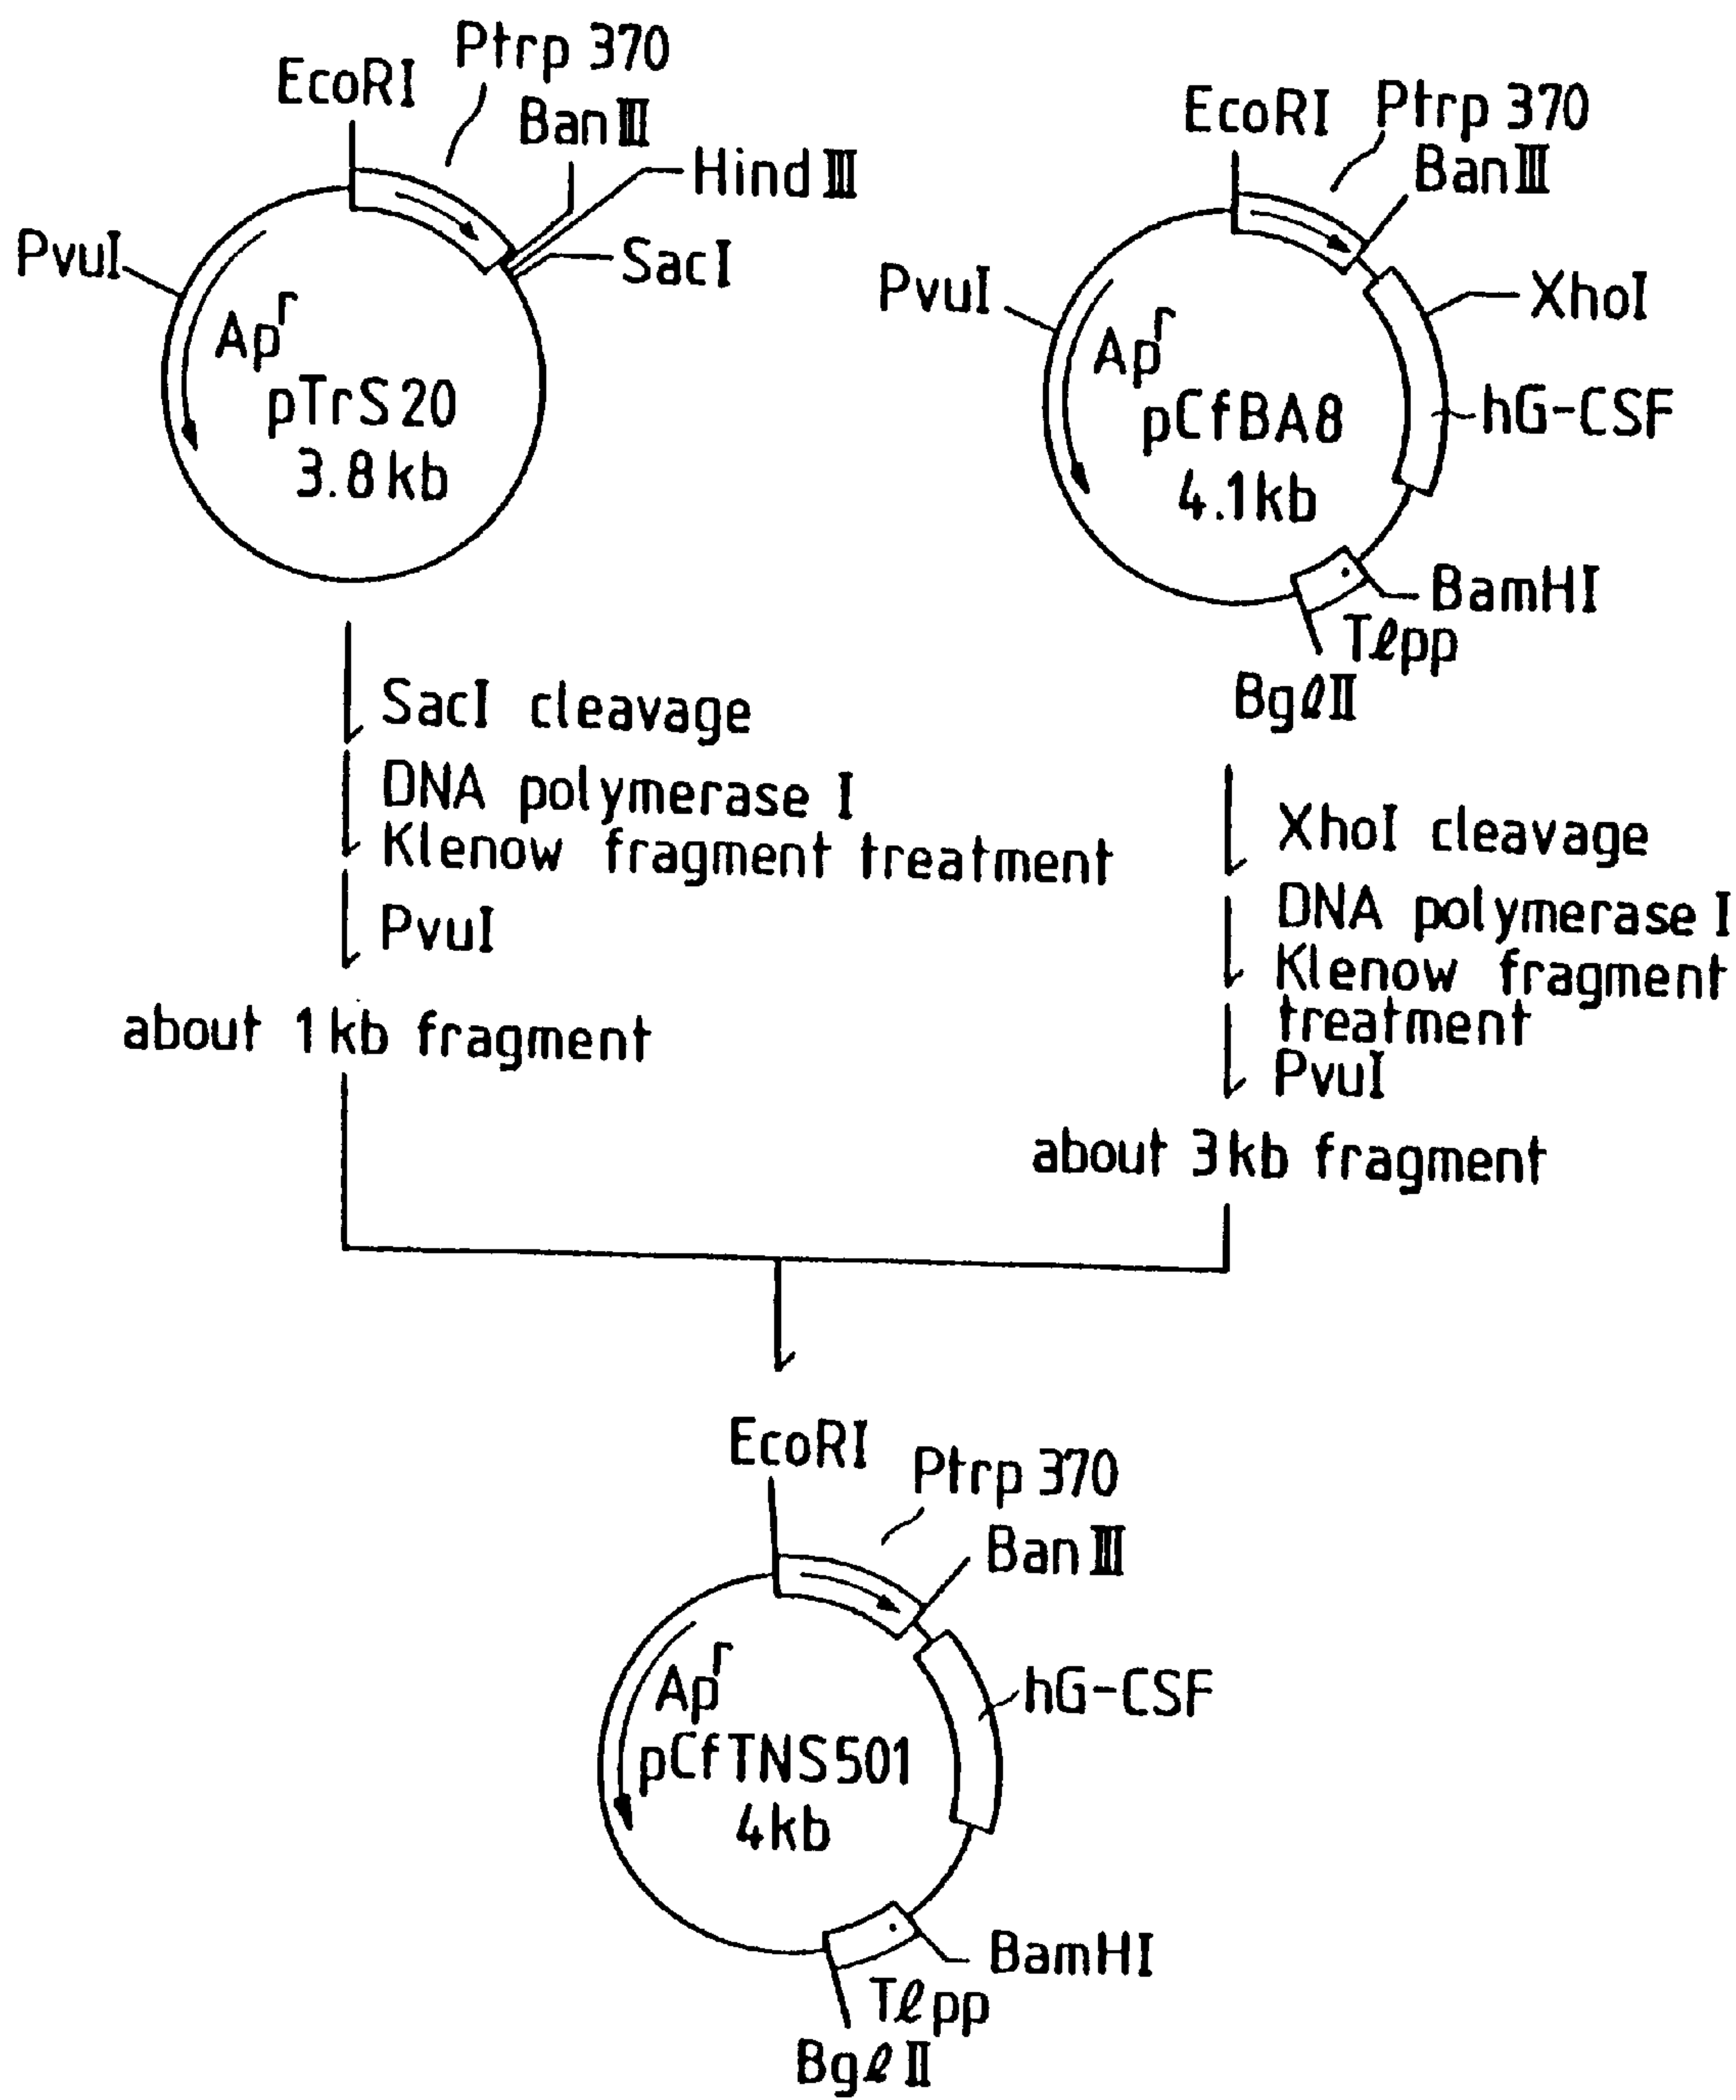 EcoRI
Ptrp 370
BanIII
HindIII
SacI
PvuI
Apr
pTrS20
3.8kb
EcoRI
Ptrp 370
BanIII
XhoI
PvuI
Apr
pCfBA8
4.1kb
hG-CSF
BamHI
Tℓpp
BgℓII
SacI cleavage
DNA polymerase I
Klenow fragment treatment
PvuI
about 1kb fragment
XhoI cleavage
DNA polymerase I
Klenow fragment
treatment
PvuI
about 3kb fragment
EcoRI
Ptrp 370
BanIII
Apr
hG-CSF
pCfTNS501
4kb
BamHI
Tℓpp
BgℓII